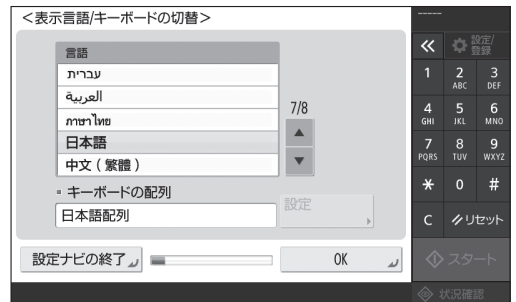 <表示言語/キーボードの切替>
言語
עברית
العربية
ภาษาไทย
日本語
中文 ( 繁體 )
7/8
▲
▼
キーボードの配列
日本語配列
設定
設定ナビの終了
OK
-----
設定/
登録
1
2 3
ABC DEF
4 5 6
GHI JKL MNO
7 8 9
PQRS TUV WXYZ
* 0 #
C リセット
スタート
状況確認